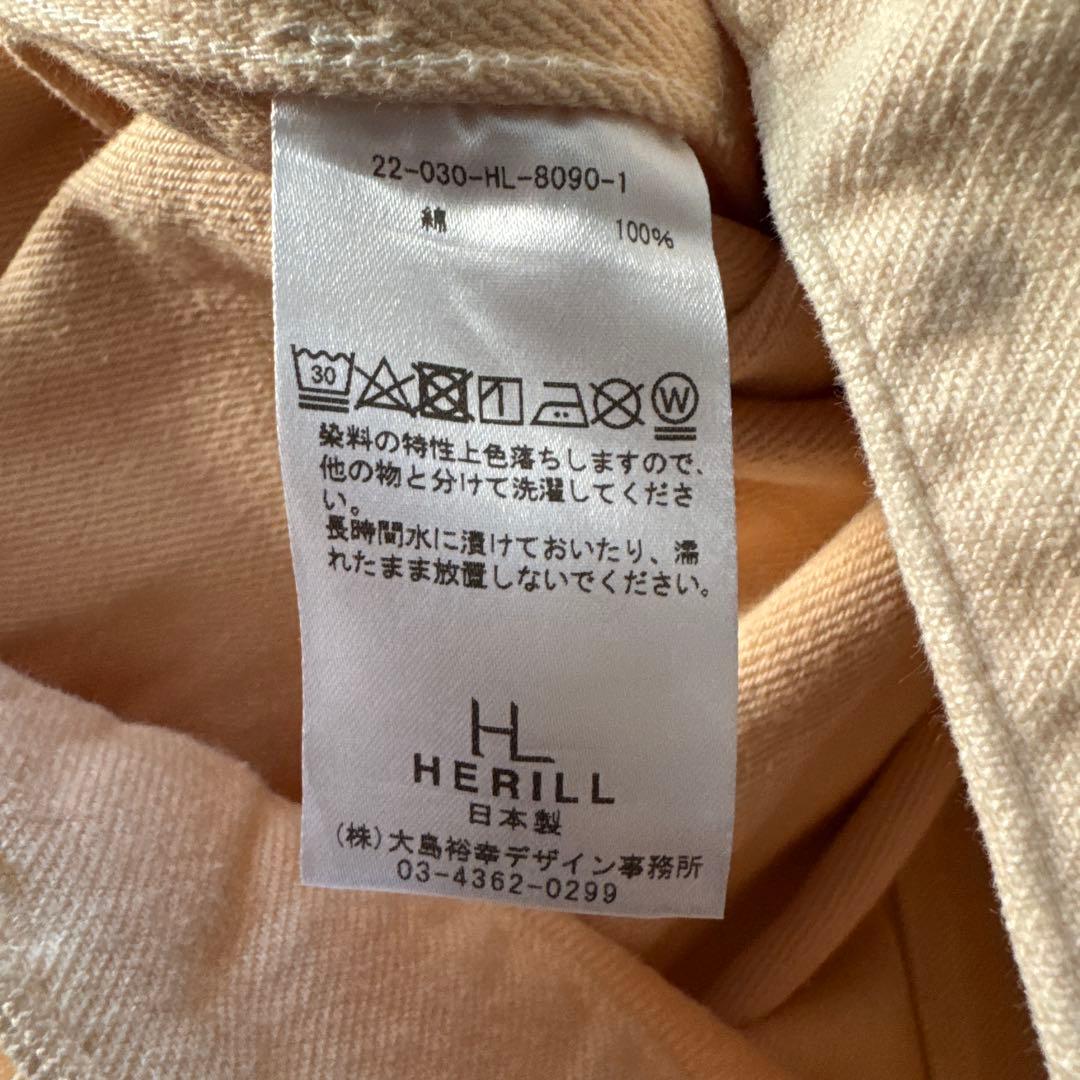 22-030-HL-8090-1
綿 100%
30
W
染料の特性上色落ちしますので、
他の物と分けて洗濯してくださ
い。
長時間水に漬けておいたり、濡
れたまま放置しないでください。
HL
HERILL
日本製
(株)大島裕幸デザイン事務所
03-4362-0299